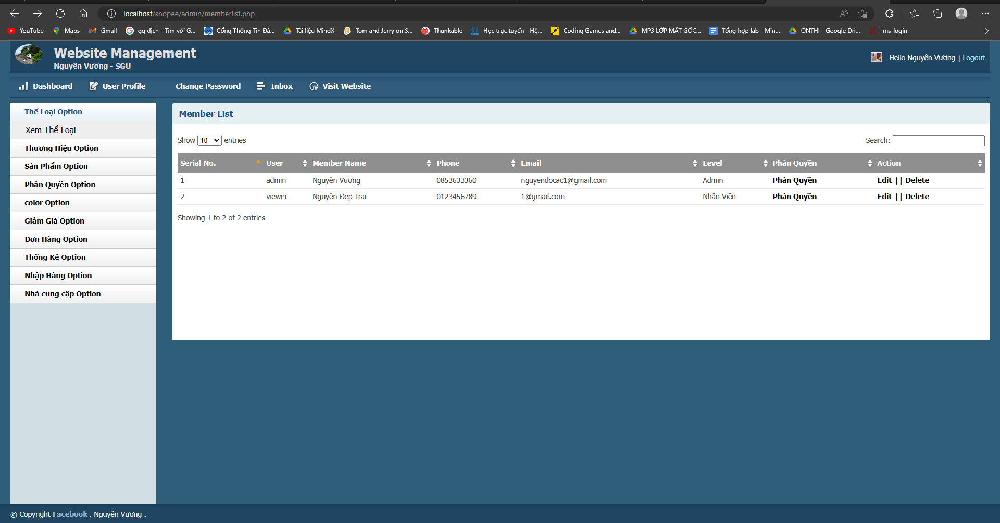 localhost/shopee/admin/memberlist.php
YouTube Maps Gmail gg dịch - Tìm với G... Cổng Thông Tin Đà... Tài liệu MindX Tom and Jerry on S... Thunkable Học trực tuyến - Hệ... Coding Games and... MP3 LỚP MẤT GỐC... Tổng hợp lab - Min... ONTHI - Google Dri... lms-login
Website Management
Nguyên Vương - SGU
Hello Nguyên Vương | Logout
Dashboard User Profile Change Password Inbox Visit Website
Thể Loại Option
Xem Thể Loại
Thương Hiệu Option
Sản Phẩm Option
Phân Quyền Option
color Option
Giảm Giá Option
Đơn Hàng Option
Thống Kê Option
Nhập Hàng Option
Nhà cung cấp Option
Member List
Show 10 entries
Search:
Serial No. User Member Name Phone Email Level Phân Quyền Action
1 admin Nguyên Vương 0853633360 nguyendocac1@gmail.com Admin Phân Quyền Edit || Delete
2 viewer Nguyên Đẹp Trai 0123456789 1@gmail.com Nhân Viên Phân Quyền Edit || Delete
Showing 1 to 2 of 2 entries
© Copyright Facebook . Nguyên Vương .